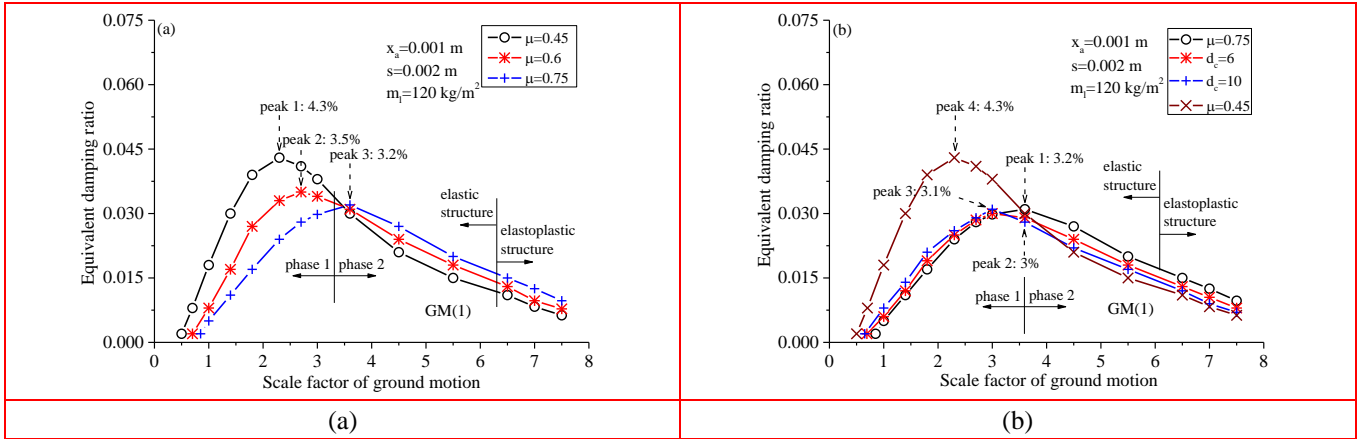 (a)
x_a=0.001 m
s=0.002 m
m_l=120 kg/m²
μ=0.45
μ=0.6
μ=0.75
peak 1: 4.3%
peak 2: 3.5%
peak 3: 3.2%
elastic structure
elastoplastic structure
phase 1
phase 2
GM(1)
Equivalent damping ratio
0.075
0.060
0.045
0.030
0.015
0.000
0 1 2 3 4 5 6 7 8
Scale factor of ground motion
(b)
x_a=0.001 m
s=0.002 m
m_l=120 kg/m²
μ=0.75
d_c=6
d_c=10
μ=0.45
peak 4: 4.3%
peak 1: 3.2%
peak 3: 3.1%
peak 2: 3%
elastic structure
elastoplastic structure
phase 1
phase 2
GM(1)
Equivalent damping ratio
0.075
0.060
0.045
0.030
0.015
0.000
0 1 2 3 4 5 6 7 8
Scale factor of ground motion
(a)
(b)